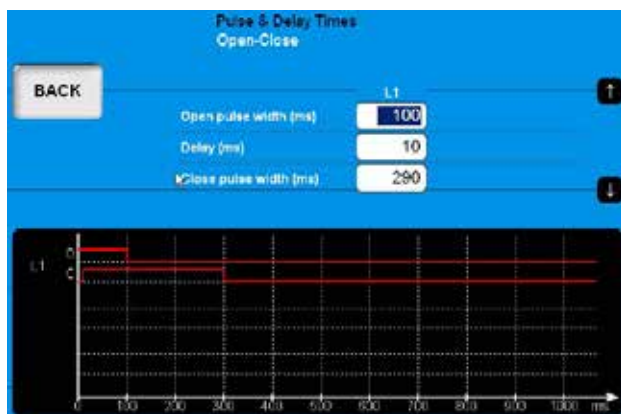 Pulse & Delay Times
Open-Close
BACK
L1
↑
Open pulse width (ms) 100
Delay (ms) 10
Close pulse width (ms) 290
↓
L1
O
C
0 100 200 300 400 500 600 700 800 900 1000 ms